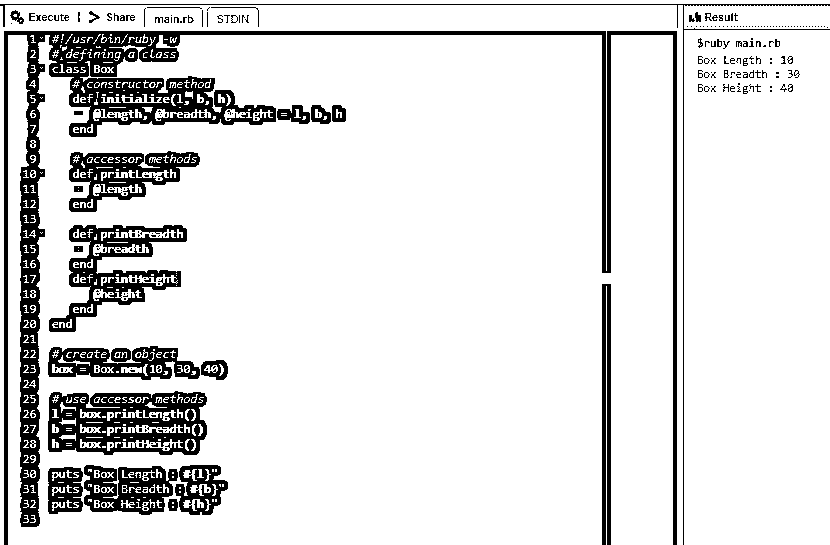 Execute | > Share main.rb STDIN
1 #!/usr/bin/ruby -w
2 # defining a class
3 class Box
4 # constructor method
5 def initialize(l, b, h)
6 @length, @breadth, @height = l, b, h
7 end
8
9 # accessor methods
10 def printLength
11 @length
12 end
13
14 def printBreadth
15 @breadth
16 end
17 def printHeight
18 @height
19 end
20 end
21
22 # create an object
23 box = Box.new(10, 30, 40)
24
25 # use accessor methods
26 l = box.printLength()
27 b = box.printBreadth()
28 h = box.printHeight()
29
30 puts "Box Length : #{l}"
31 puts "Box Breadth : #{b}"
32 puts "Box Height : #{h}"
33
Result
$ruby main.rb
Box Length : 10
Box Breadth : 30
Box Height : 40